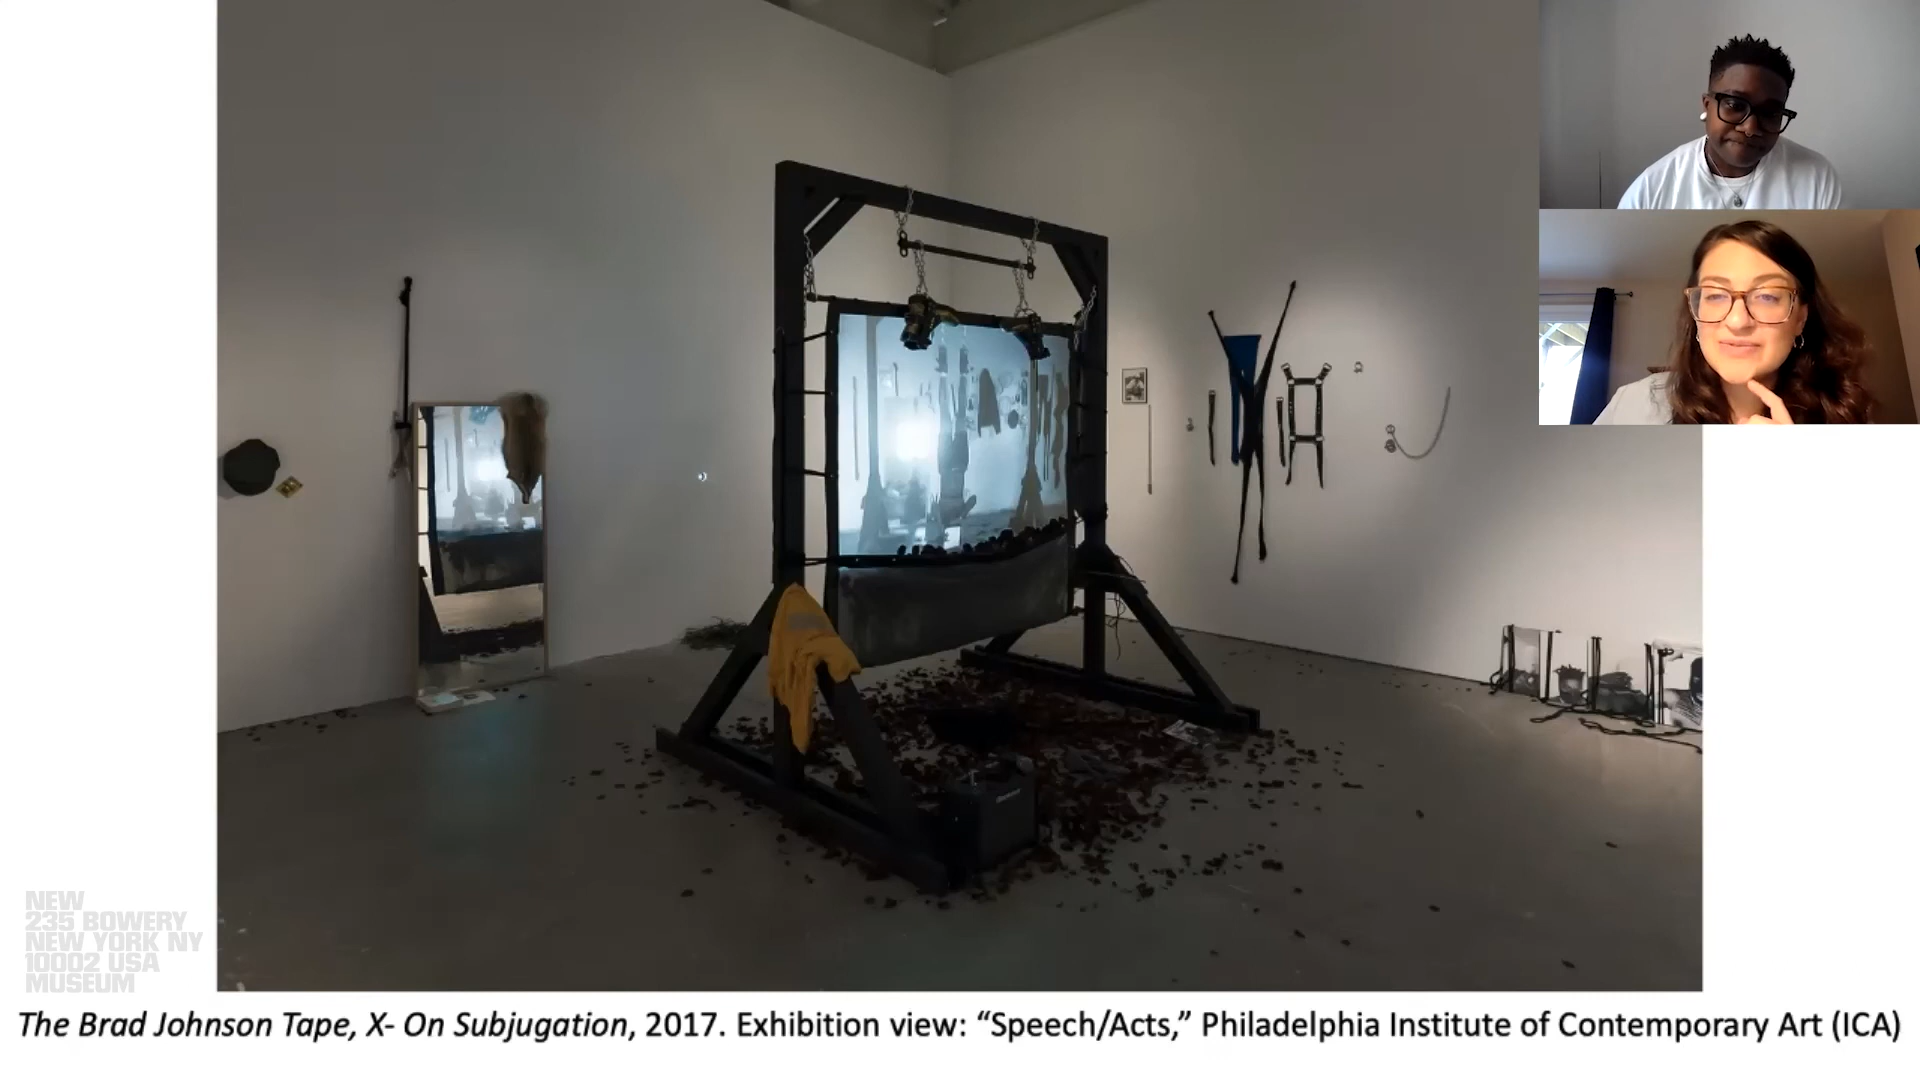 NEW
235 BOWERY
NEW YORK NY
10002 USA
MUSEUM
The Brad Johnson Tape, X- On Subjugation, 2017. Exhibition view: “Speech/Acts,” Philadelphia Institute of Contemporary Art (ICA)